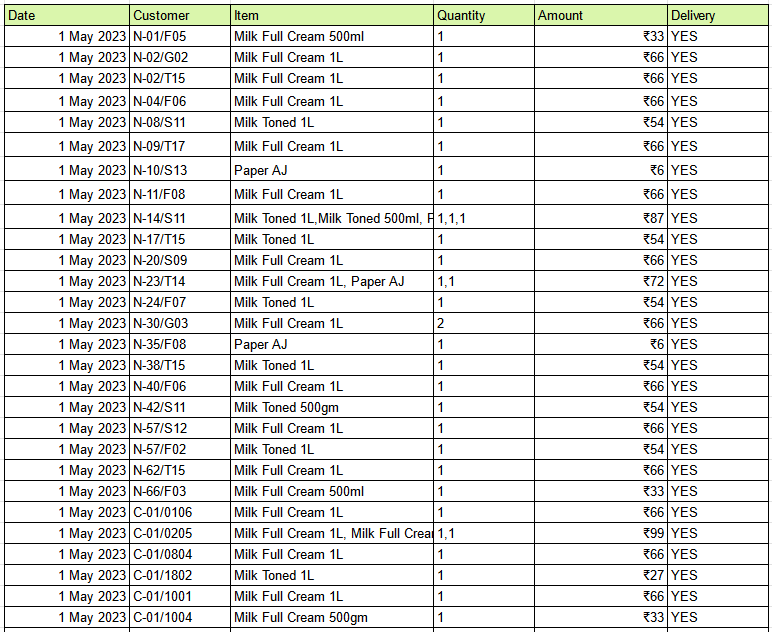 Date Customer Item Quantity Amount Delivery
1 May 2023 N-01/F05 Milk Full Cream 500ml 1 ₹33 YES
1 May 2023 N-02/G02 Milk Full Cream 1L 1 ₹66 YES
1 May 2023 N-02/T15 Milk Full Cream 1L 1 ₹66 YES
1 May 2023 N-04/F06 Milk Full Cream 1L 1 ₹66 YES
1 May 2023 N-08/S11 Milk Toned 1L 1 ₹54 YES
1 May 2023 N-09/T17 Milk Full Cream 1L 1 ₹66 YES
1 May 2023 N-10/S13 Paper AJ 1 ₹6 YES
1 May 2023 N-11/F08 Milk Full Cream 1L 1 ₹66 YES
1 May 2023 N-14/S11 Milk Toned 1L,Milk Toned 500ml, 1,1,1 ₹87 YES
1 May 2023 N-17/T15 Milk Toned 1L 1 ₹54 YES
1 May 2023 N-20/S09 Milk Full Cream 1L 1 ₹66 YES
1 May 2023 N-23/T14 Milk Full Cream 1L, Paper AJ 1,1 ₹72 YES
1 May 2023 N-24/F07 Milk Toned 1L 1 ₹54 YES
1 May 2023 N-30/G03 Milk Full Cream 1L 2 ₹66 YES
1 May 2023 N-35/F08 Paper AJ 1 ₹6 YES
1 May 2023 N-38/T15 Milk Toned 1L 1 ₹54 YES
1 May 2023 N-40/F06 Milk Full Cream 1L 1 ₹66 YES
1 May 2023 N-42/S11 Milk Toned 500gm 1 ₹54 YES
1 May 2023 N-57/S12 Milk Full Cream 1L 1 ₹66 YES
1 May 2023 N-57/F02 Milk Toned 1L 1 ₹54 YES
1 May 2023 N-62/T15 Milk Full Cream 1L 1 ₹66 YES
1 May 2023 N-66/F03 Milk Full Cream 500ml 1 ₹33 YES
1 May 2023 C-01/0106 Milk Full Cream 1L 1 ₹66 YES
1 May 2023 C-01/0205 Milk Full Cream 1L, Milk Full 1,1 ₹99 YES
1 May 2023 C-01/0804 Milk Full Cream 1L 1 ₹66 YES
1 May 2023 C-01/1802 Milk Toned 1L 1 ₹27 YES
1 May 2023 C-01/1001 Milk Full Cream 1L 1 ₹66 YES
1 May 2023 C-01/1004 Milk Full Cream 500gm 1 ₹33 YES